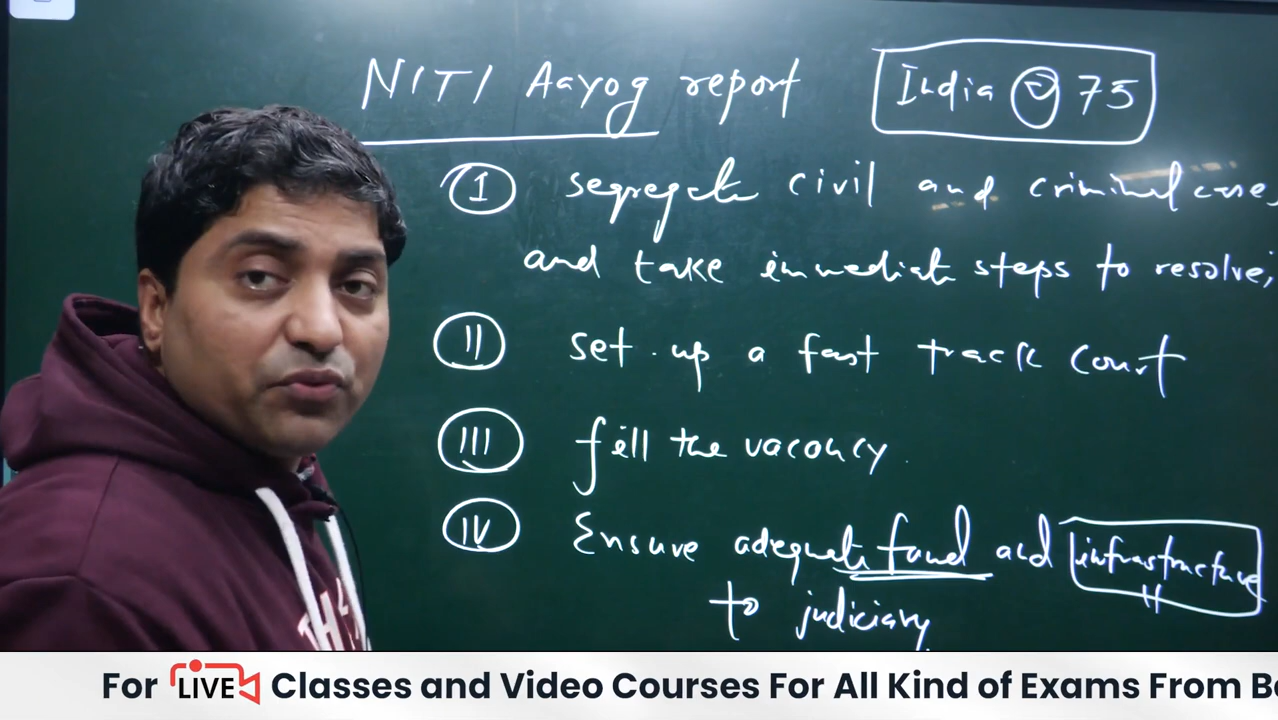 NITI Aayog report India @ 75
I segregate civil and criminal case,
and take immediate steps to resolve,
II set up a fast track court
III fill the vacancy
IV Ensure adequate fund and infrastructure
to judiciary
For LIVE Classes and Video Courses For All Kind of Exams From